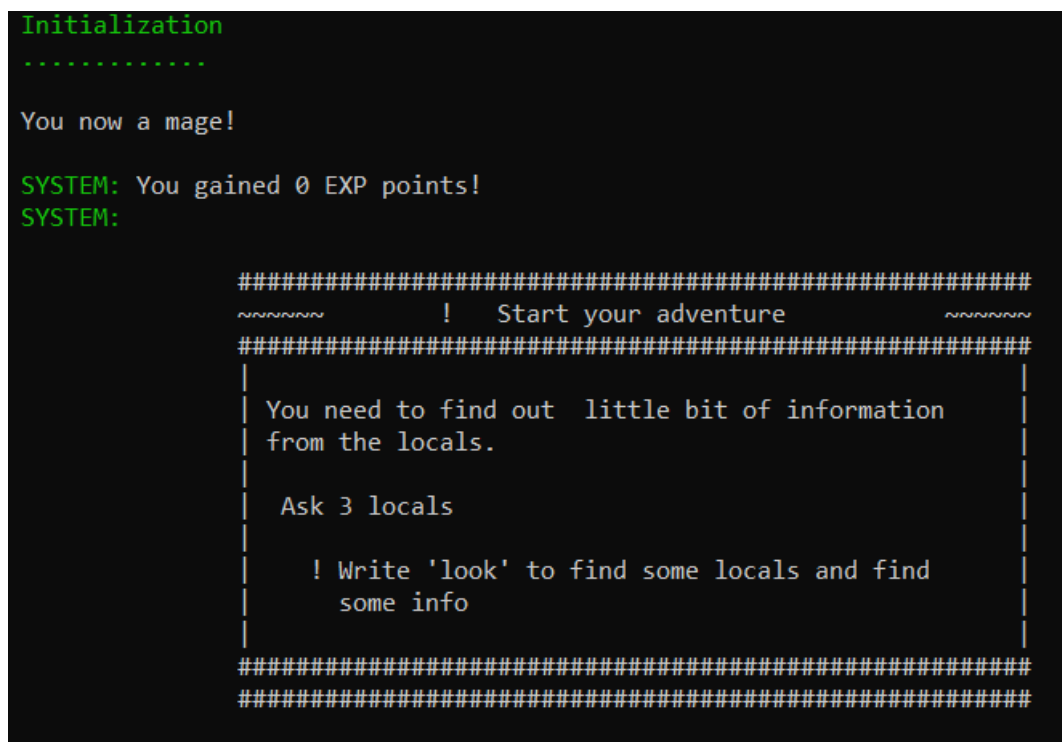 Initialization
.............
You now a mage!
SYSTEM: You gained 0 EXP points!
SYSTEM:
#######################################################
~~~~~~ ! Start your adventure ~~~~~~
#######################################################
| |
| You need to find out  little bit of information |
| from the locals. |
| |
| Ask 3 locals |
| |
| ! Write 'look' to find some locals and find |
| some info |
| |
#######################################################
#######################################################